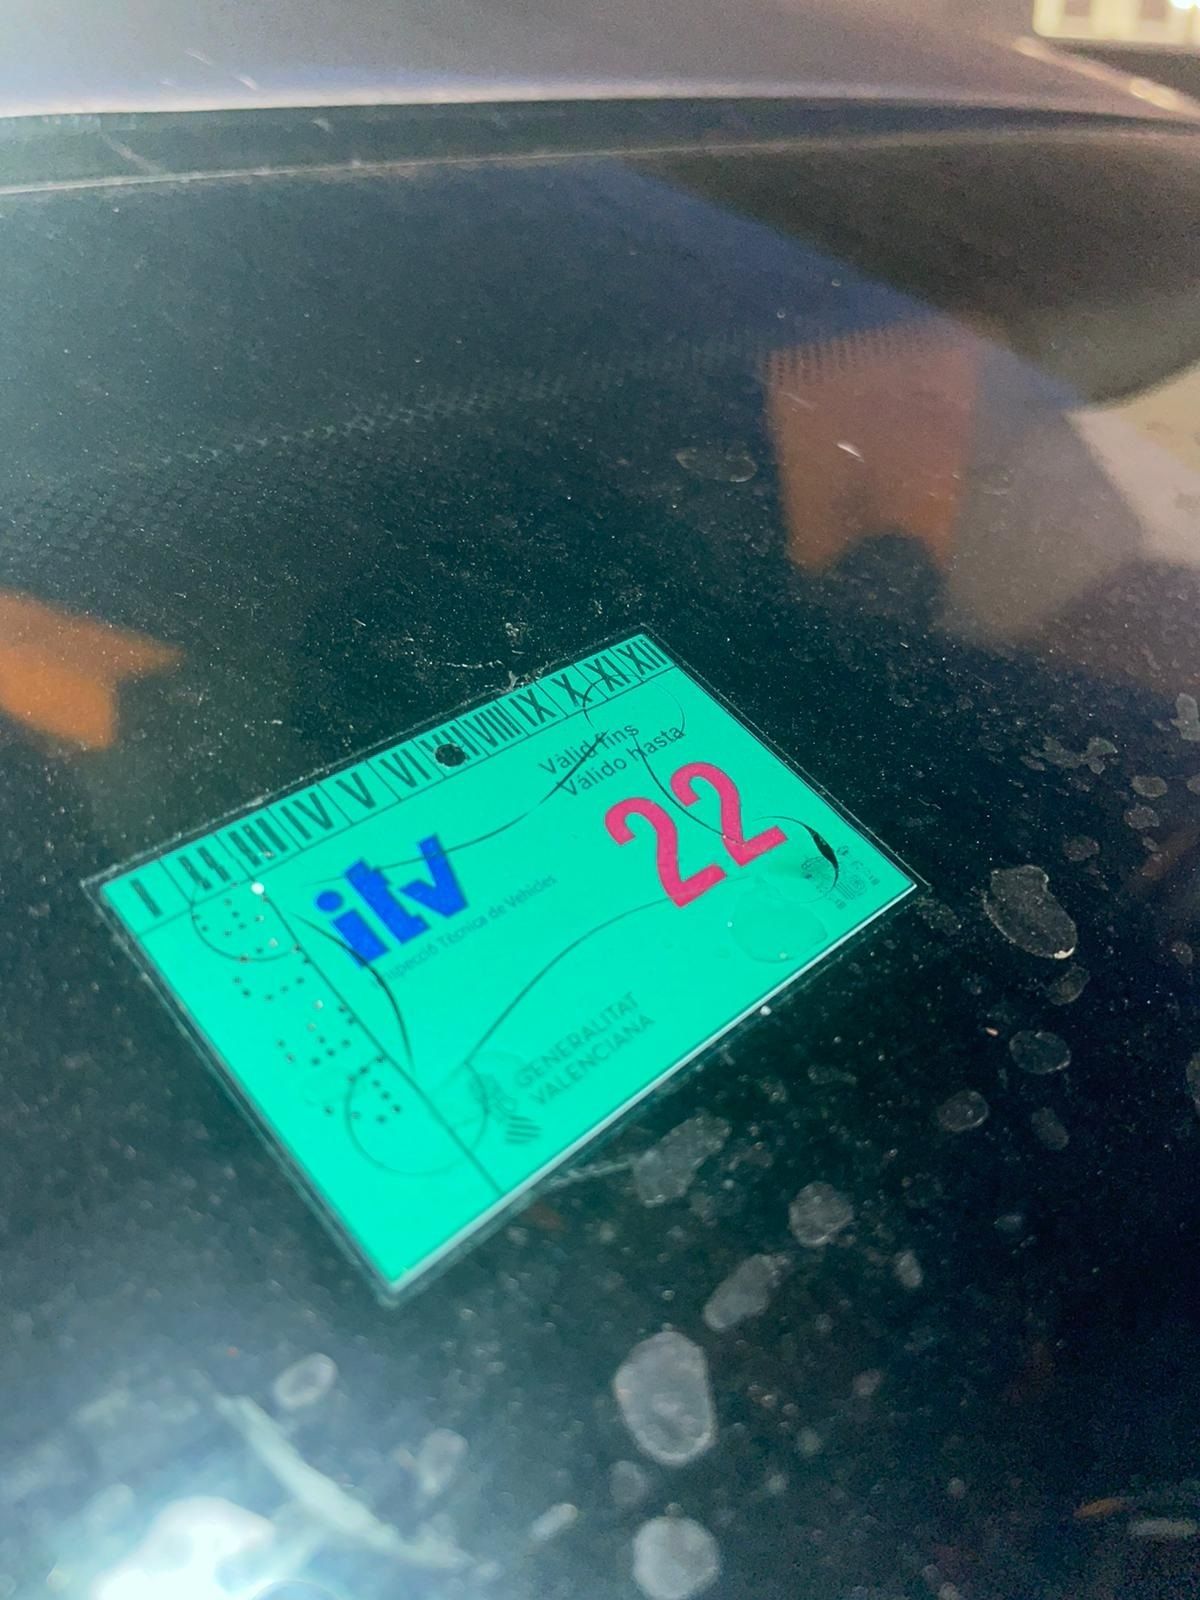 I II III IV V VI VII VIII IX X XI XII
Vàlid fins
Válido hasta
22
itv
Inspecció Tècnica de Vehicles
GENERALITAT
VALENCIANA